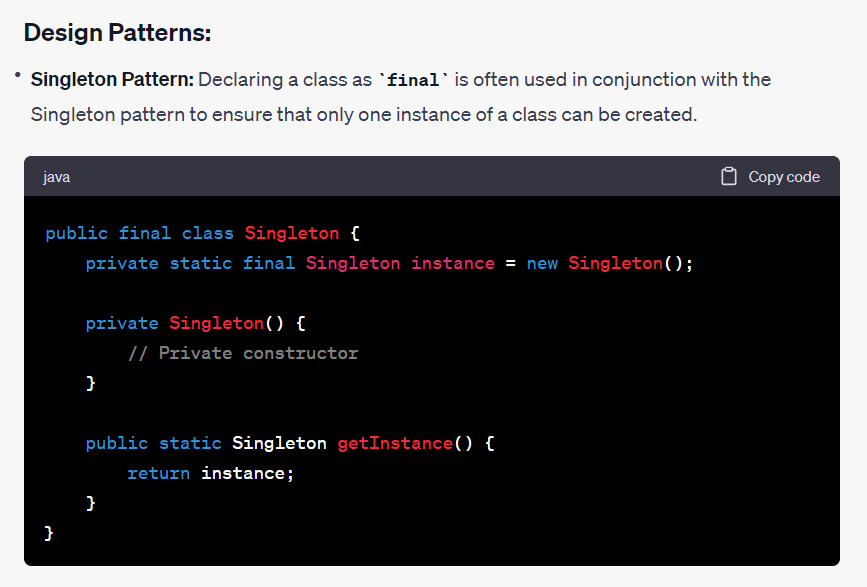 Design Patterns:
• Singleton Pattern: Declaring a class as `final` is often used in conjunction with the
Singleton pattern to ensure that only one instance of a class can be created.
java
Copy code
public final class Singleton {
    private static final Singleton instance = new Singleton();

    private Singleton() {
        // Private constructor
    }

    public static Singleton getInstance() {
        return instance;
    }
}